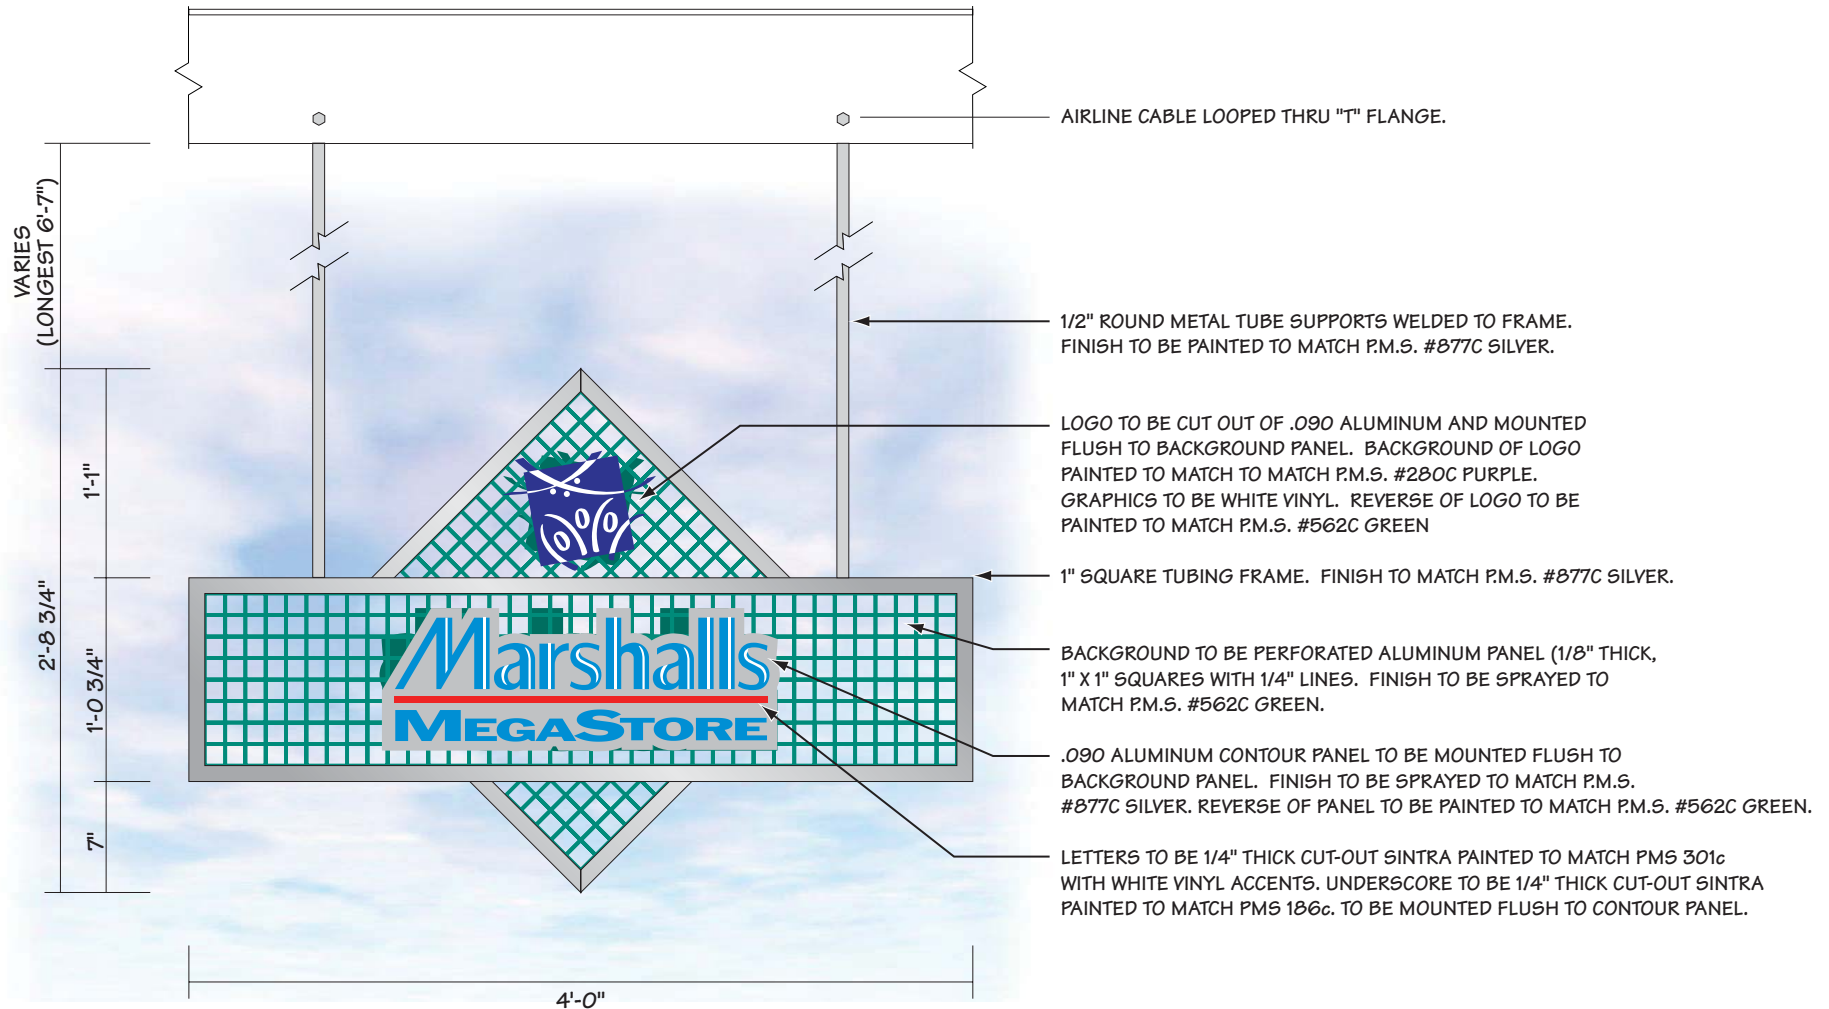 AIRLINE CABLE LOOPED THRU "T" FLANGE.
VARIES
(LONGEST 6'-7")
1/2" ROUND METAL TUBE SUPPORTS WELDED TO FRAME.
FINISH TO BE PAINTED TO MATCH P.M.S. #877C SILVER.
LOGO TO BE CUT OUT OF .090 ALUMINUM AND MOUNTED
FLUSH TO BACKGROUND PANEL. BACKGROUND OF LOGO
PAINTED TO MATCH TO MATCH P.M.S. #280C PURPLE.
GRAPHICS TO BE WHITE VINYL. REVERSE OF LOGO TO BE
PAINTED TO MATCH P.M.S. #562C GREEN
1'-1"
1" SQUARE TUBING FRAME. FINISH TO MATCH P.M.S. #877C SILVER.
2'-8 3/4"
1'-0 3/4"
Marshalls
MEGASTORE
BACKGROUND TO BE PERFORATED ALUMINUM PANEL (1/8" THICK,
1" X 1" SQUARES WITH 1/4" LINES. FINISH TO BE SPRAYED TO
MATCH P.M.S. #562C GREEN.
.090 ALUMINUM CONTOUR PANEL TO BE MOUNTED FLUSH TO
BACKGROUND PANEL. FINISH TO BE SPRAYED TO MATCH P.M.S.
#877C SILVER. REVERSE OF PANEL TO BE PAINTED TO MATCH P.M.S. #562C GREEN.
7"
LETTERS TO BE 1/4" THICK CUT-OUT SINTRA PAINTED TO MATCH PMS 301c
WITH WHITE VINYL ACCENTS. UNDERSCORE TO BE 1/4" THICK CUT-OUT SINTRA
PAINTED TO MATCH PMS 186c. TO BE MOUNTED FLUSH TO CONTOUR PANEL.
4'-0"